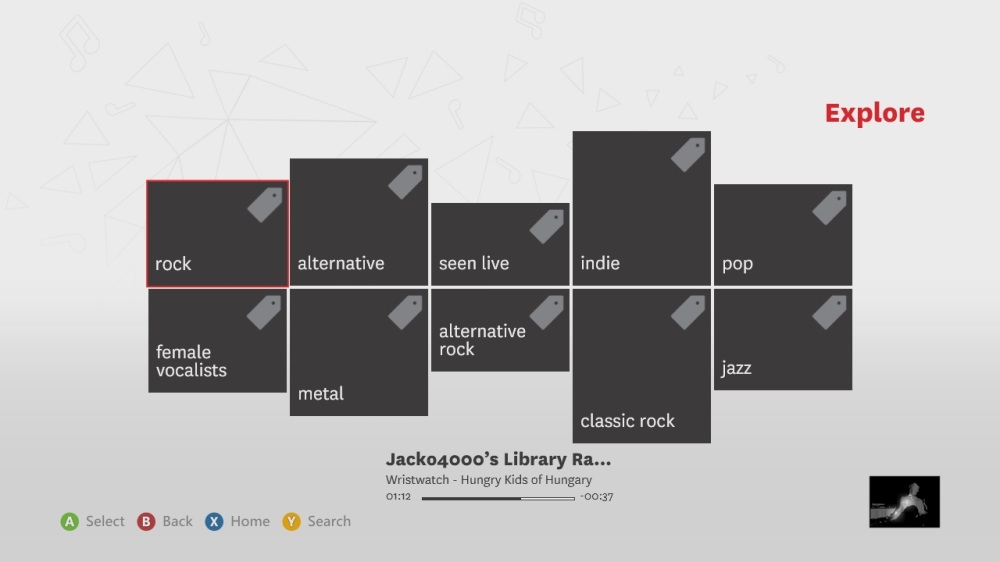 Explore
rock
alternative
seen live
indie
pop
female
vocalists
metal
alternative
rock
classic rock
jazz
Jacko4000's Library Ra...
Wristwatch - Hungry Kids of Hungary
01:12 -00:37
A Select B Back X Home Y Search